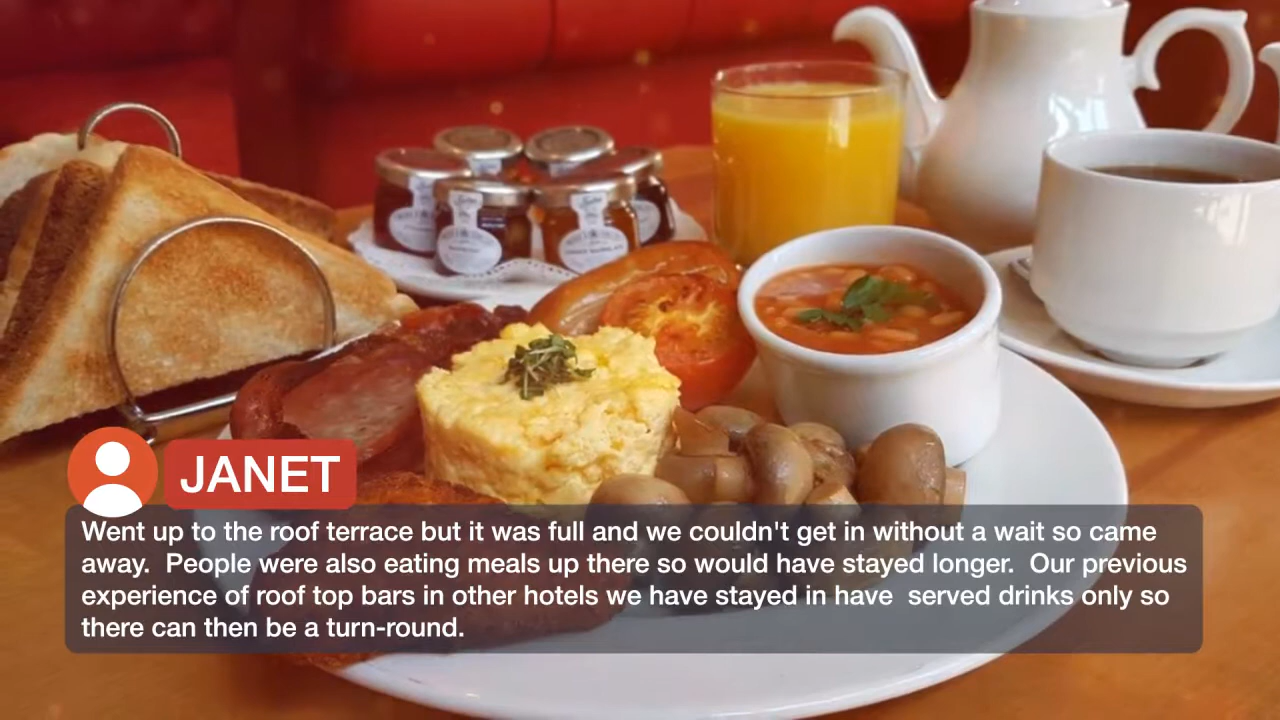 JANET
Went up to the roof terrace but it was full and we couldn't get in without a wait so came
away.  People were also eating meals up there so would have stayed longer.  Our previous
experience of roof top bars in other hotels we have stayed in have  served drinks only so
there can then be a turn-round.